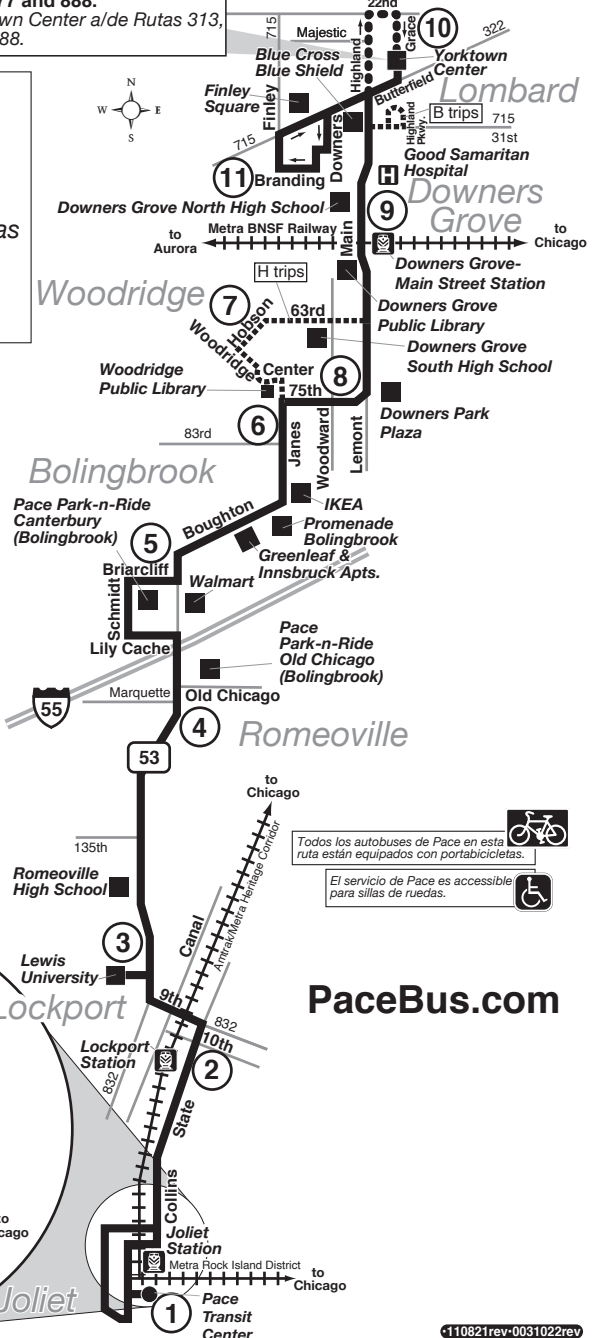 77 and 888.
wn Center a/de Rutas 313,
88.
as
22nd
715
Majestic
Highland
Grace
10
322
Blue Cross
Blue Shield
Yorktown
Center
Butterfield
Lombard
Finley
Square
Finley
Downers
Highland
Pkwy.
B trips
715
31st
715
11
Branding
Good Samaritan
Hospital
H
Downers
Grove
Downers Grove North High School
9
Metra BNSF Railway
Main
to
Aurora
to
Chicago
Downers Grove-
Main Street Station
H trips
Woodridge
7
Hobson
63rd
Woodridge
Downers Grove
Public Library
Downers Grove
South High School
Woodridge
Public Library
Center
8
75th
6
83rd
Janes
Woodward
Lemont
Downers Park
Plaza
Bolingbrook
IKEA
Pace Park-n-Ride
Canterbury
(Bolingbrook)
5
Boughton
Promenade
Bolingbrook
Greenleaf &
Innsbruck Apts.
Briarcliff
Schmidt
Walmart
Lily Cache
Pace
Park-n-Ride
Old Chicago
(Bolingbrook)
55
Marquette
Old Chicago
4
Romeoville
53
to
Chicago
135th
Todos los autobuses de Pace en esta
ruta están equipados con portabicicletas.
Romeoville
High School
El servicio de Pace es accessible
para sillas de ruedas.
Canal
Amtrak/Metra Heritage Corridor
3
Lewis
University
Lockport
9th
PaceBus.com
832
10th
Lockport
Station
832
2
State
Collins
to
cago
Joliet
Station
Metra Rock Island District
to
Chicago
Joliet
1
Pace
Transit
Center
•110821rev•0031022rev
N
W
E
S